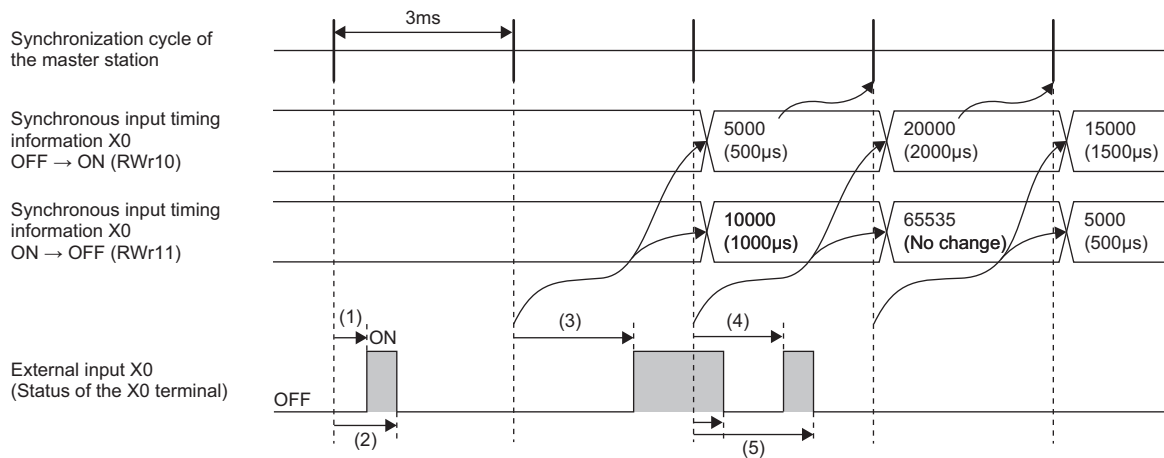 3ms
Synchronization cycle of
the master station
Synchronous input timing
information X0
OFF → ON (RWr10)
5000
(500µs)
20000
(2000µs)
15000
(1500µs)
Synchronous input timing
information X0
ON → OFF (RWr11)
10000
(1000µs)
65535
(No change)
5000
(500µs)
(1)
(3)
(4)
ON
External input X0
(Status of the X0 terminal)
OFF
(2)
(5)